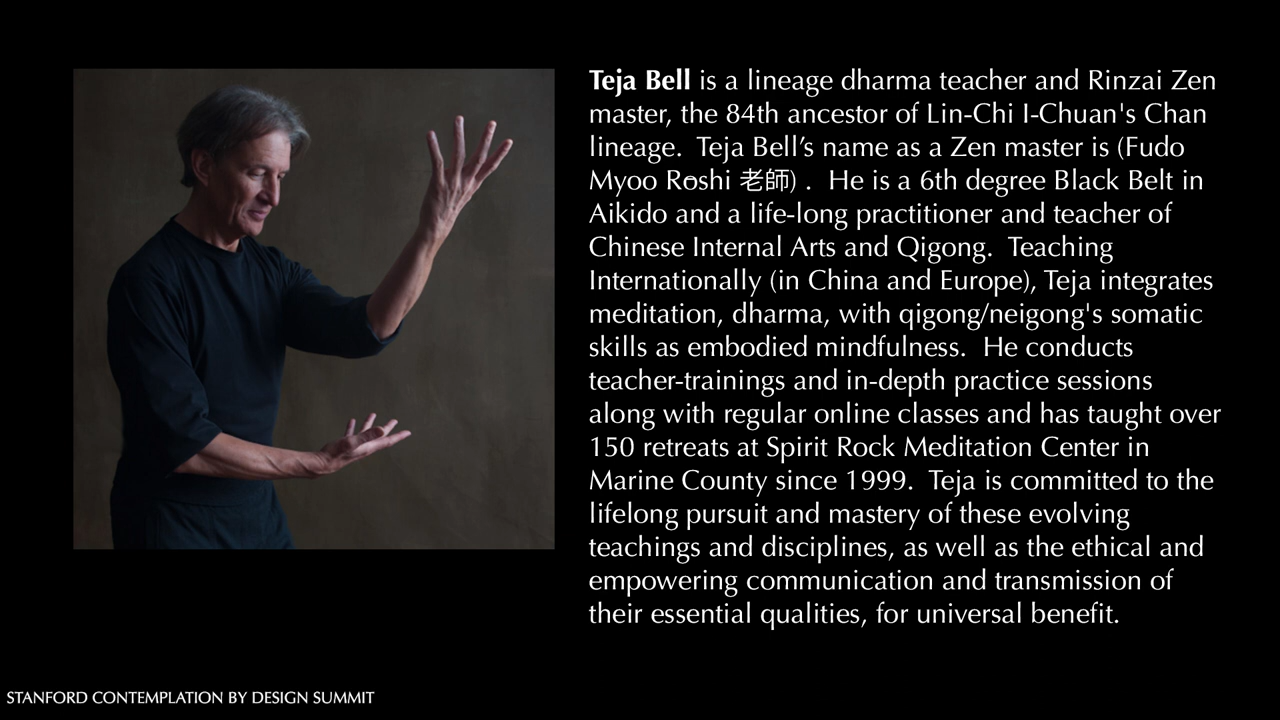 Teja Bell is a lineage dharma teacher and Rinzai Zen
master, the 84th ancestor of Lin-Chi I-Chuan's Chan
lineage.  Teja Bell’s name as a Zen master is (Fudo
Myoo Roshi 老師) .  He is a 6th degree Black Belt in
Aikido and a life-long practitioner and teacher of
Chinese Internal Arts and Qigong.  Teaching
Internationally (in China and Europe), Teja integrates
meditation, dharma, with qigong/neigong's somatic
skills as embodied mindfulness.  He conducts
teacher-trainings and in-depth practice sessions
along with regular online classes and has taught over
150 retreats at Spirit Rock Meditation Center in
Marine County since 1999.  Teja is committed to the
lifelong pursuit and mastery of these evolving
teachings and disciplines, as well as the ethical and
empowering communication and transmission of
their essential qualities, for universal benefit.
STANFORD CONTEMPLATION BY DESIGN SUMMIT